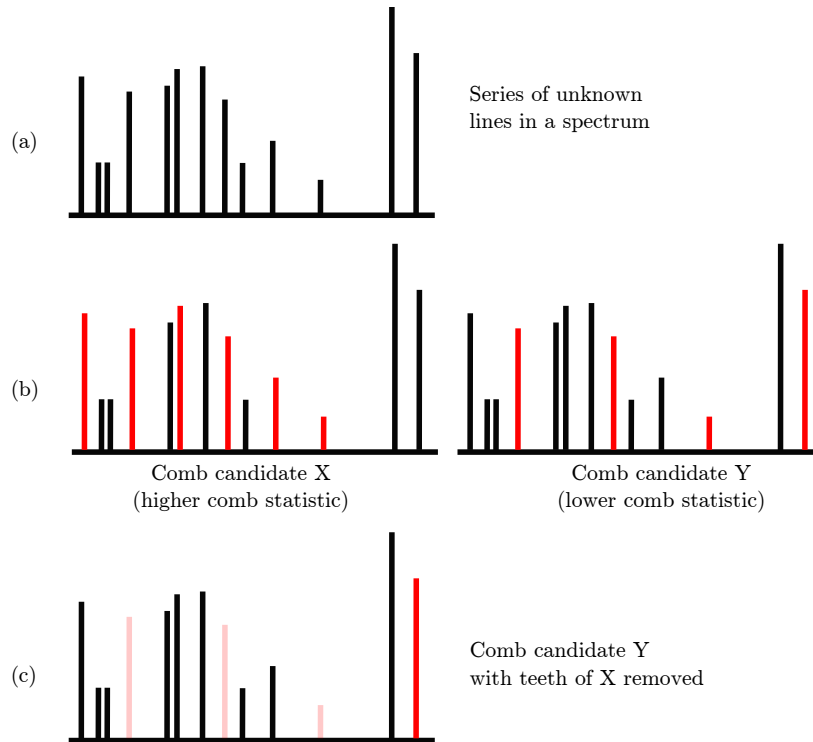 (a)
Series of unknown
lines in a spectrum
(b)
Comb candidate X
(higher comb statistic)
Comb candidate Y
(lower comb statistic)
(c)
Comb candidate Y
with teeth of X removed